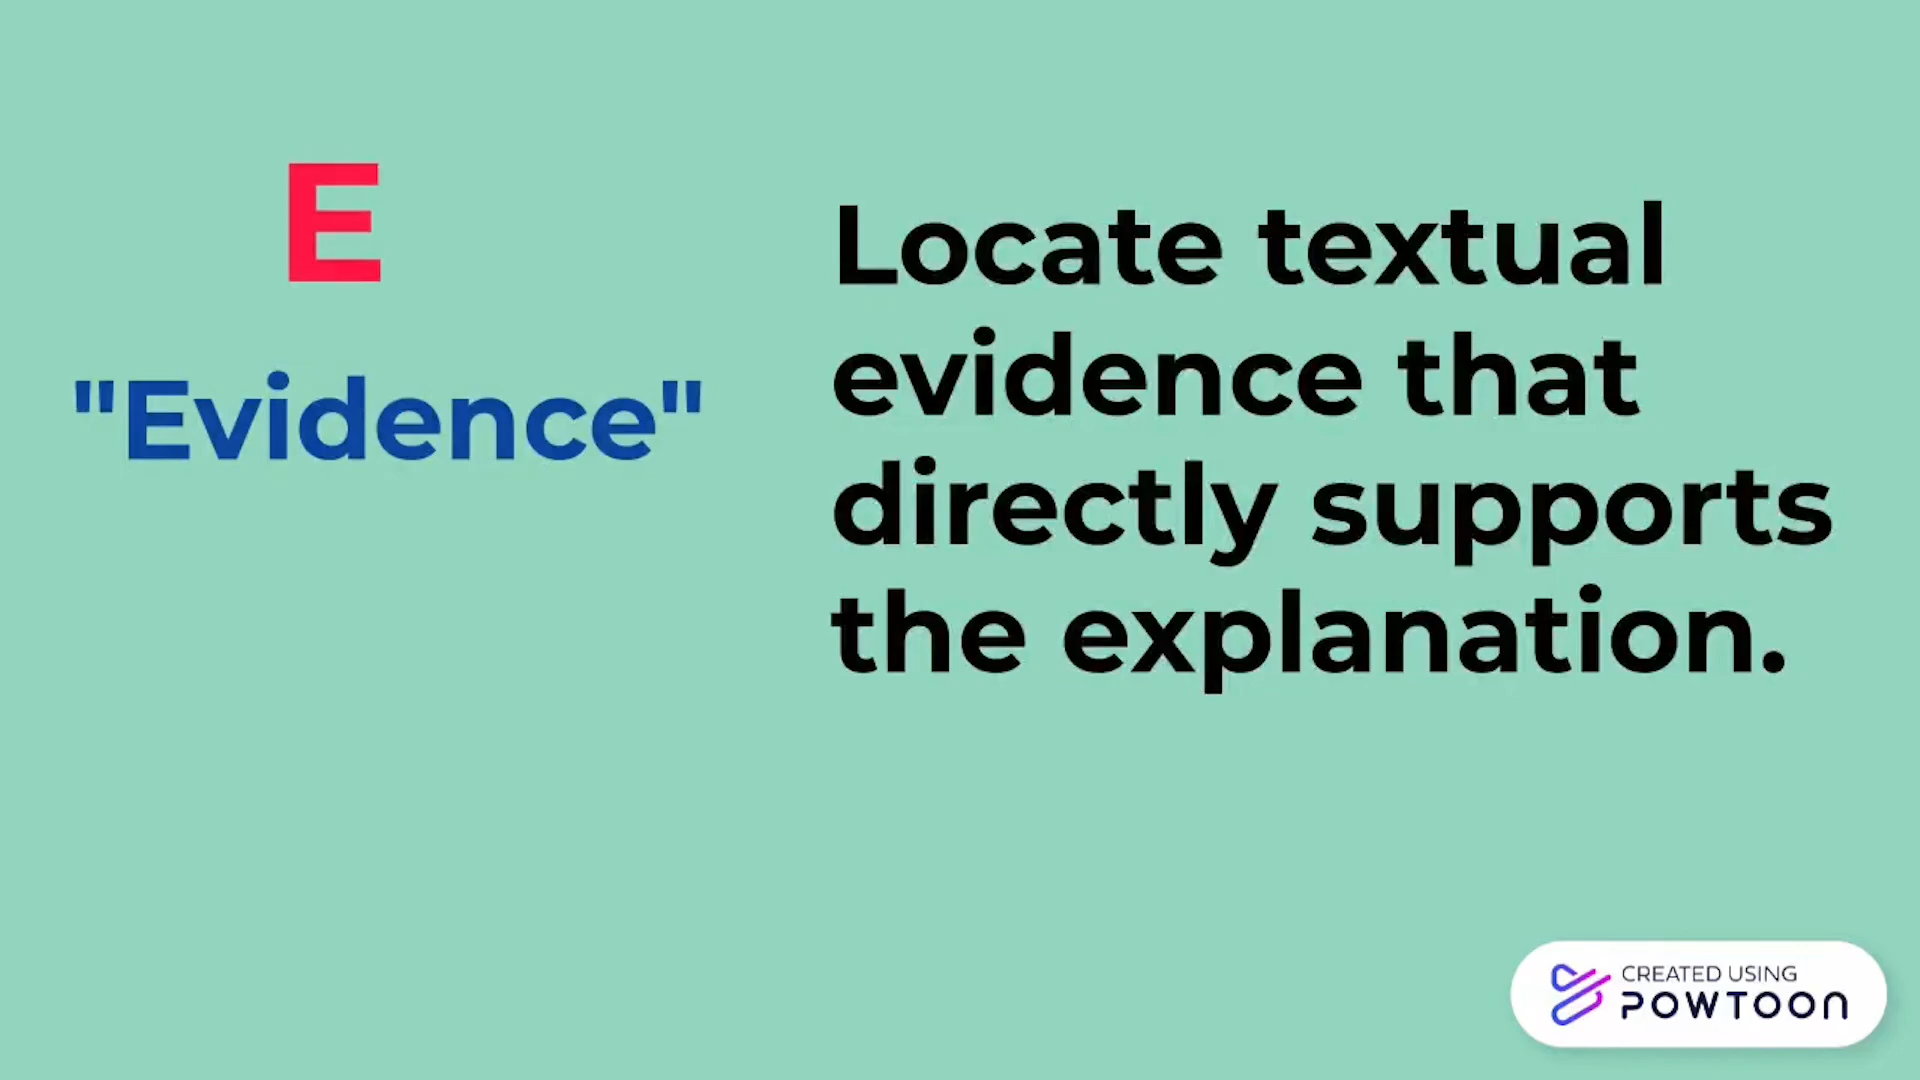 E
"Evidence"
Locate textual
evidence that
directly supports
the explanation.
CREATED USING
POWTOON